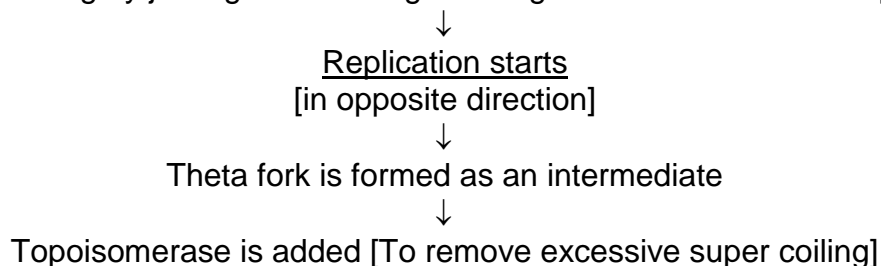 ↓
Replication starts
[in opposite direction]
↓
Theta fork is formed as an intermediate
↓
Topoisomerase is added [To remove excessive super coiling]